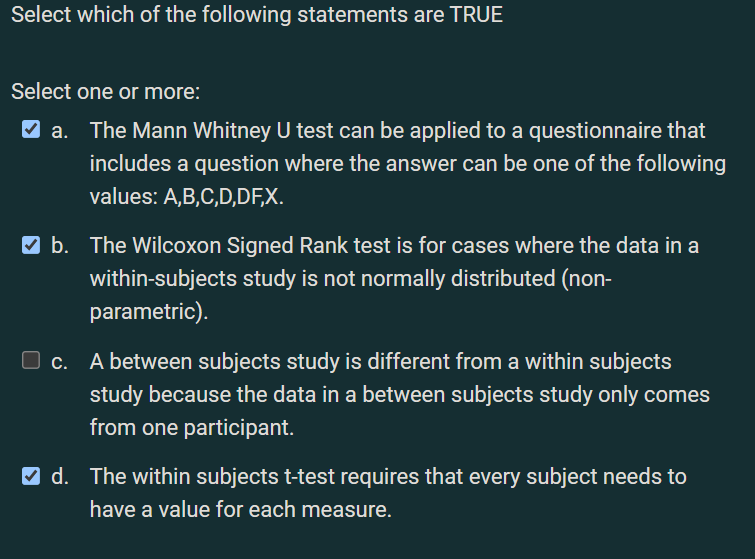 Select which of the following statements are TRUE
Select one or more:
a. The Mann Whitney U test can be applied to a questionnaire that
includes a question where the answer can be one of the following
values: A,B,C,D,DF,X.
b. The Wilcoxon Signed Rank test is for cases where the data in a
within-subjects study is not normally distributed (non-
parametric).
c. A between subjects study is different from a within subjects
study because the data in a between subjects study only comes
from one participant.
d. The within subjects t-test requires that every subject needs to
have a value for each measure.